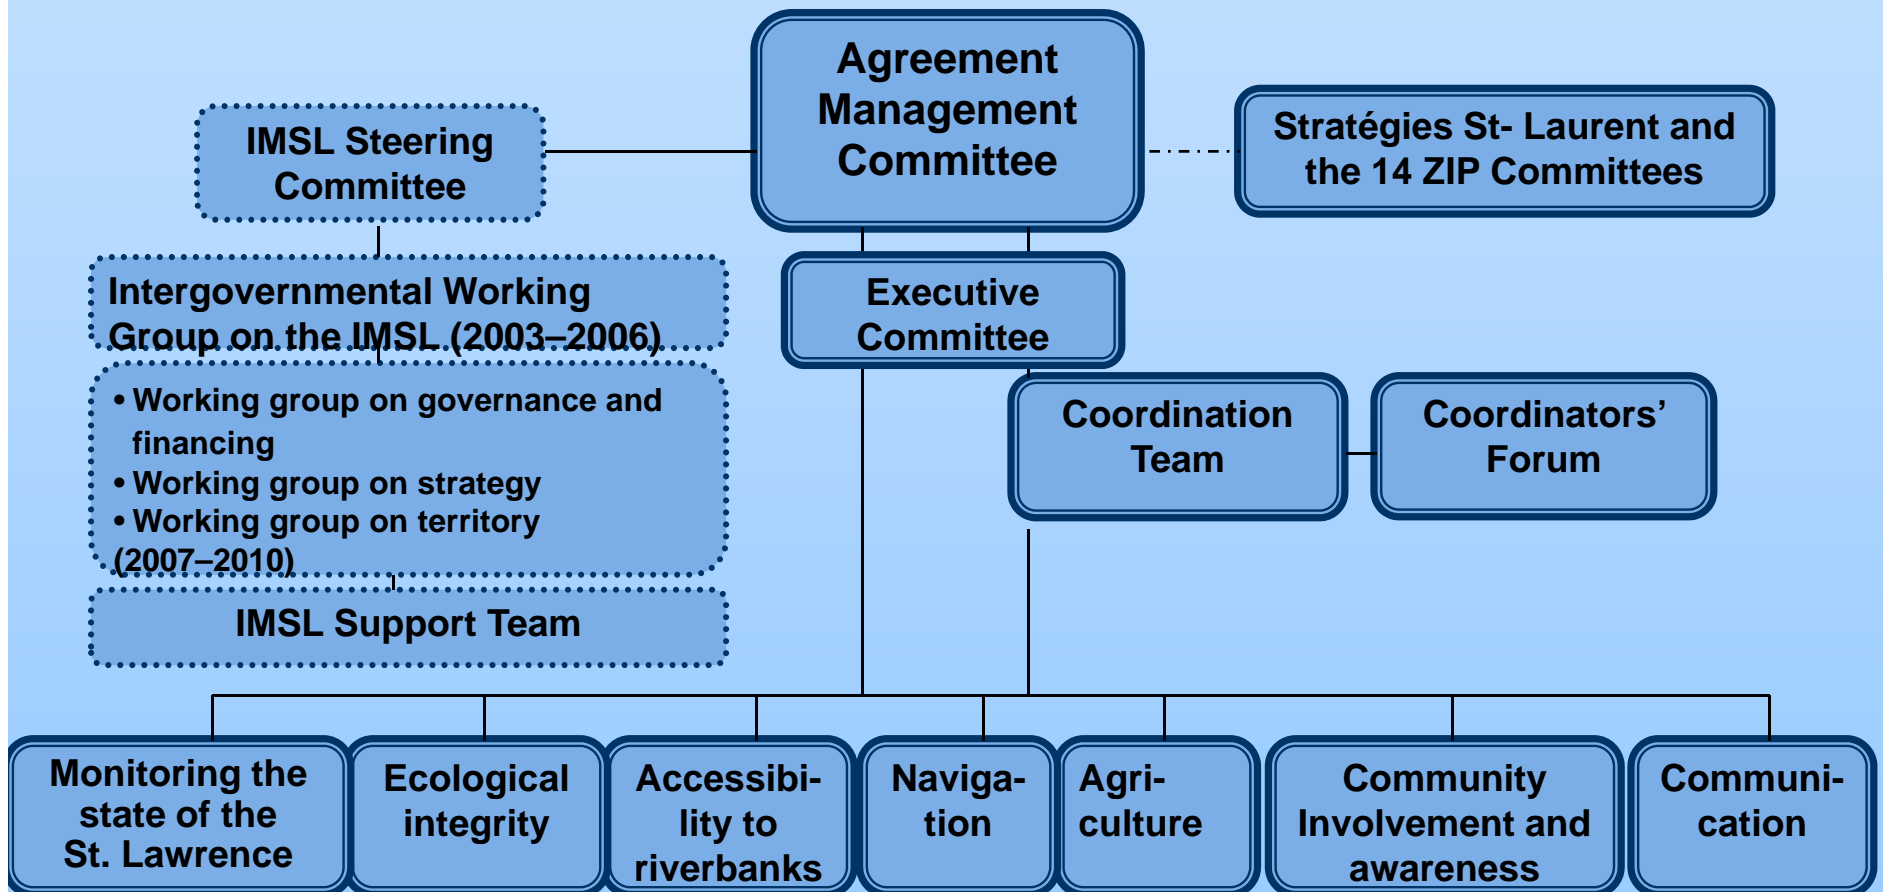 Agreement
Management
Committee
IMSL Steering
Committee
Stratégies St- Laurent and
the 14 ZIP Committees
Intergovernmental Working
Group on the IMSL (2003–2006)
Executive
Committee
• Working group on governance and
financing
• Working group on strategy
• Working group on territory
(2007–2010)
Coordination
Team
Coordinators’
Forum
IMSL Support Team
Monitoring the
state of the
St. Lawrence
Ecological
integrity
Accessibi-
lity to
riverbanks
Naviga-
tion
Agri-
culture
Community
Involvement and
awareness
Communi-
cation